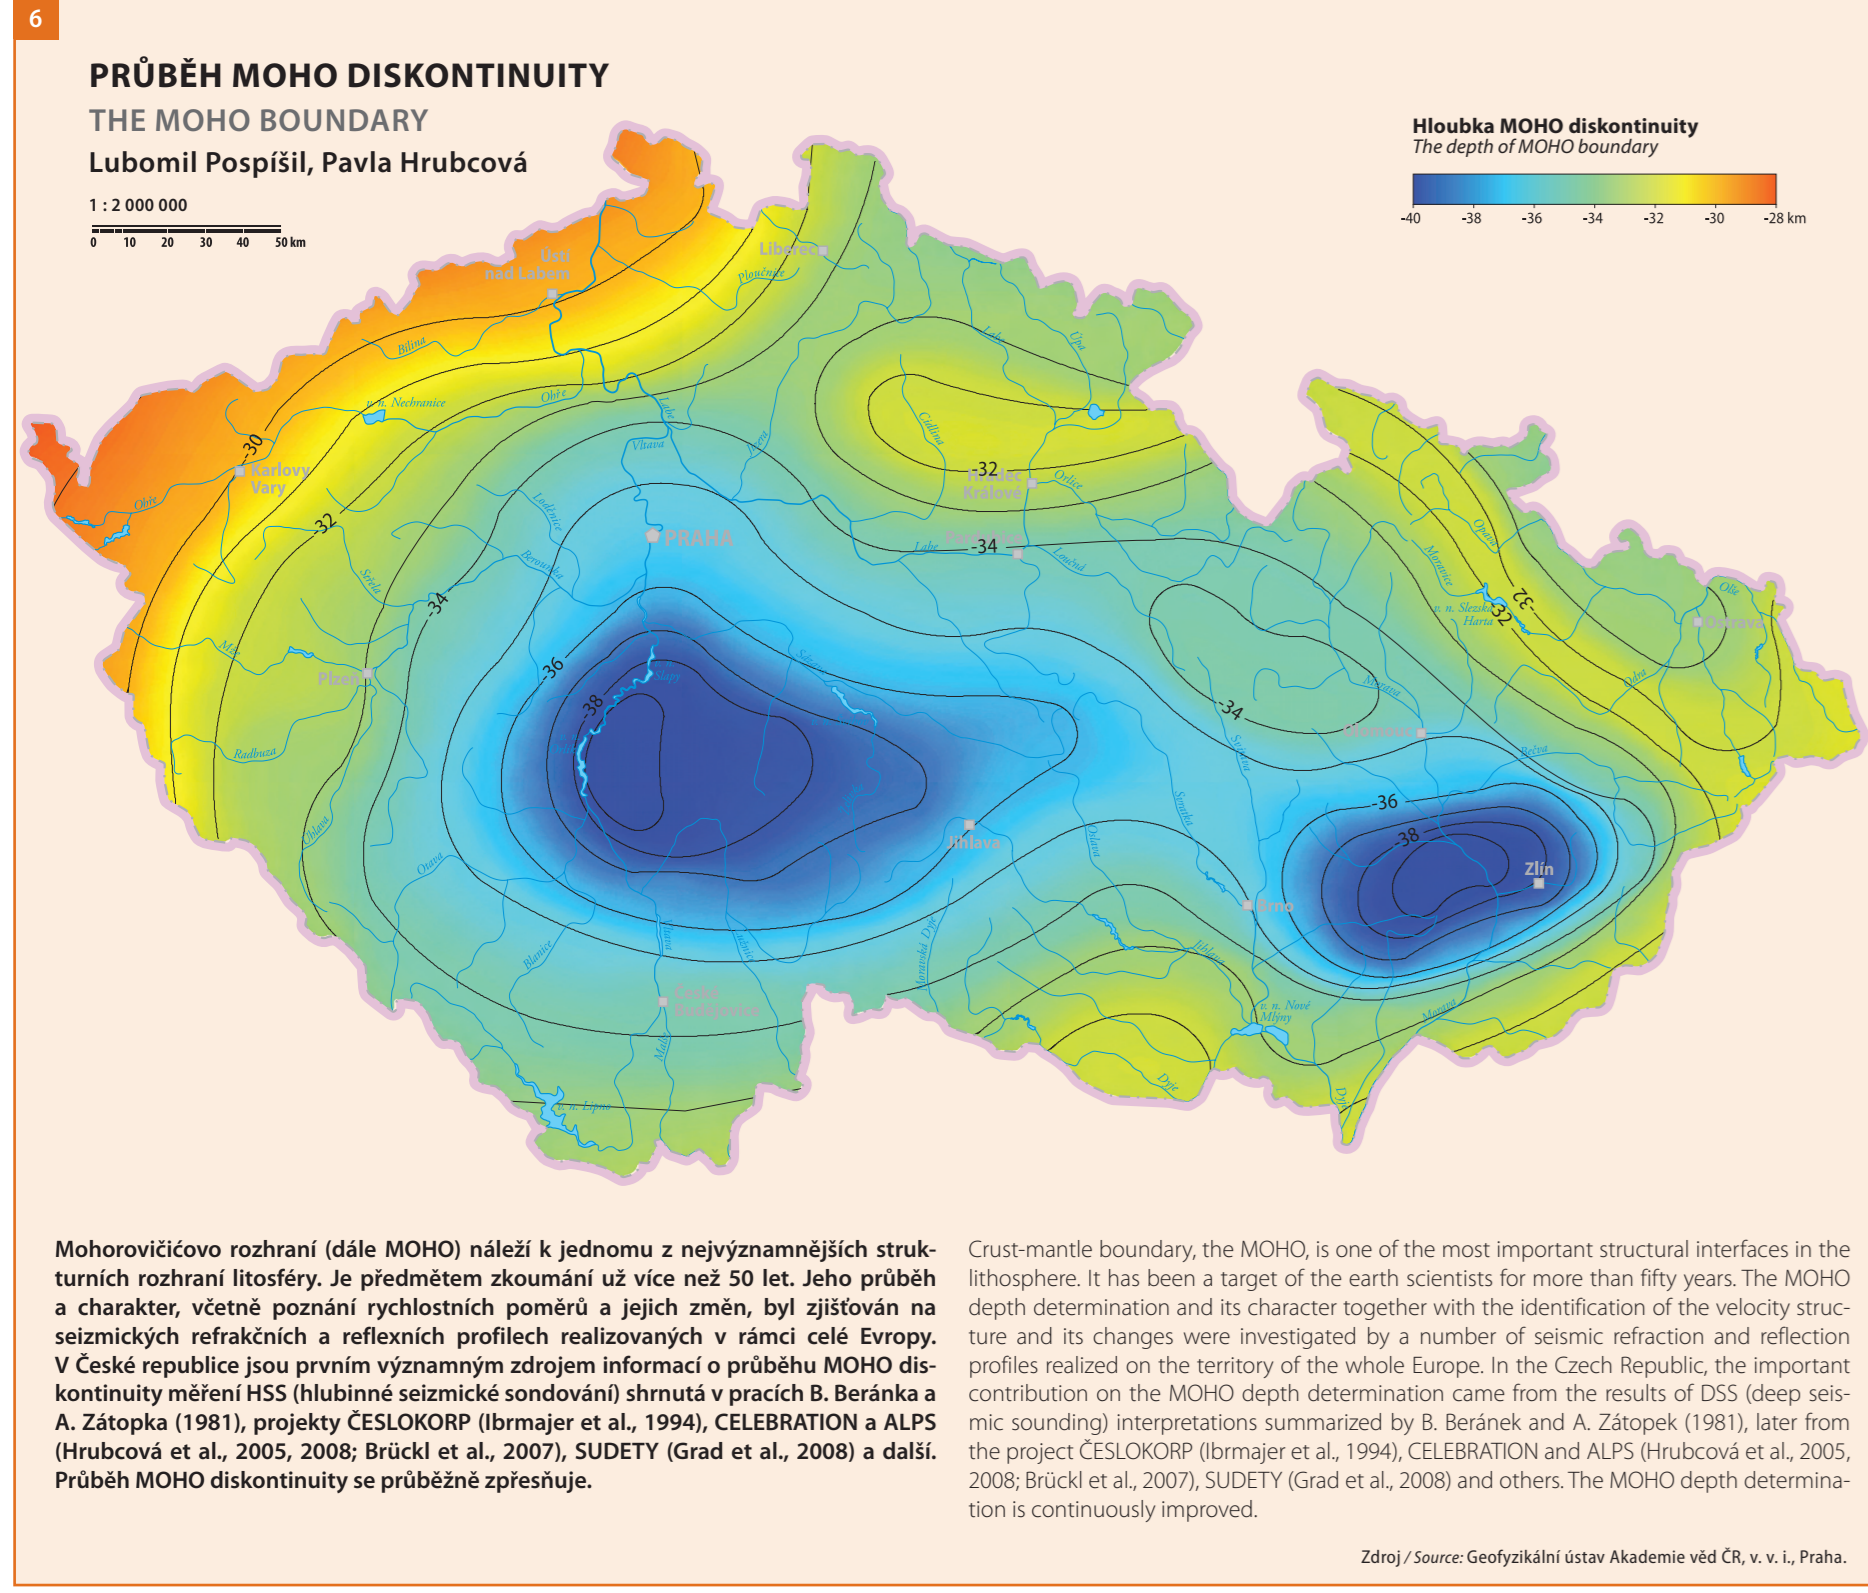 6
PRŮBĚH MOHO DISKONTINUITY
THE MOHO BOUNDARY
Lubomil Pospíšil, Pavla Hrubcová
1 : 2 000 000
0 10 20 30 40 50 km
Hloubka MOHO diskontinuity
The depth of MOHO boundary
-40 -38 -36 -34 -32 -30 -28 km
Ústí
nad Labem
Liberec
Ploučnice
Bílina
Labe
Úpa
v. n. Nechranice
Ohře
Labe
Cidlina
Vltava
Jizera
-30
Karlovy
Vary
-32
Hradec
Králové
Orlice
Ohře
Loděnice
-32
Opava
PRAHA
Labe
-34
Pardubice
Loučná
Berounka
Moravice
Střela
-34
Olše
-32
-32
v. n. Slezská
Harta
Ostrava
Mže
-36
Sázava
Plzeň
Slapy
Morava
Odra
-38
-34
Olomouc
Radbuza
Svitava
Bečva
Svratka
-36
Úhlava
Oslava
-38
Jihlava
Otava
Zlín
Brno
Vltava
Lužnice
Blanice
Moravská Dyje
Jihlava
České
Budějovice
v. n. Nové
Mlýny
Morava
Malše
Dyje
Dyje
v. n. Lipno
Mohorovičićovo rozhraní (dále MOHO) náleží k jednomu z nejvýznamnějších struk-
turních rozhraní litosféry. Je předmětem zkoumání už více než 50 let. Jeho průběh
a charakter, včetně poznání rychlostních poměrů a jejich změn, byl zjišťován na
seizmických refrakčních a reflexních profilech realizovaných v rámci celé Evropy.
V České republice jsou prvním významným zdrojem informací o průběhu MOHO dis-
kontinuity měření HSS (hlubinné seizmické sondování) shrnutá v pracích B. Beránka a
A. Zátopka (1981), projekty ČESLOKORP (Ibrmajer et al., 1994), CELEBRATION a ALPS
(Hrubcová et al., 2005, 2008; Brückl et al., 2007), SUDETY (Grad et al., 2008) a další.
Průběh MOHO diskontinuity se průběžně zpřesňuje.
Crust-mantle boundary, the MOHO, is one of the most important structural interfaces in the
lithosphere. It has been a target of the earth scientists for more than fifty years. The MOHO
depth determination and its character together with the identification of the velocity struc-
ture and its changes were investigated by a number of seismic refraction and reflection
profiles realized on the territory of the whole Europe. In the Czech Republic, the important
contribution on the MOHO depth determination came from the results of DSS (deep seis-
mic sounding) interpretations summarized by B. Beránek and A. Zátopek (1981), later from
the project ČESLOKORP (Ibrmajer et al., 1994), CELEBRATION and ALPS (Hrubcová et al., 2005,
2008; Brückl et al., 2007), SUDETY (Grad et al., 2008) and others. The MOHO depth determina-
tion is continuously improved.
Zdroj / Source: Geofyzikální ústav Akademie věd ČR, v. v. i., Praha.